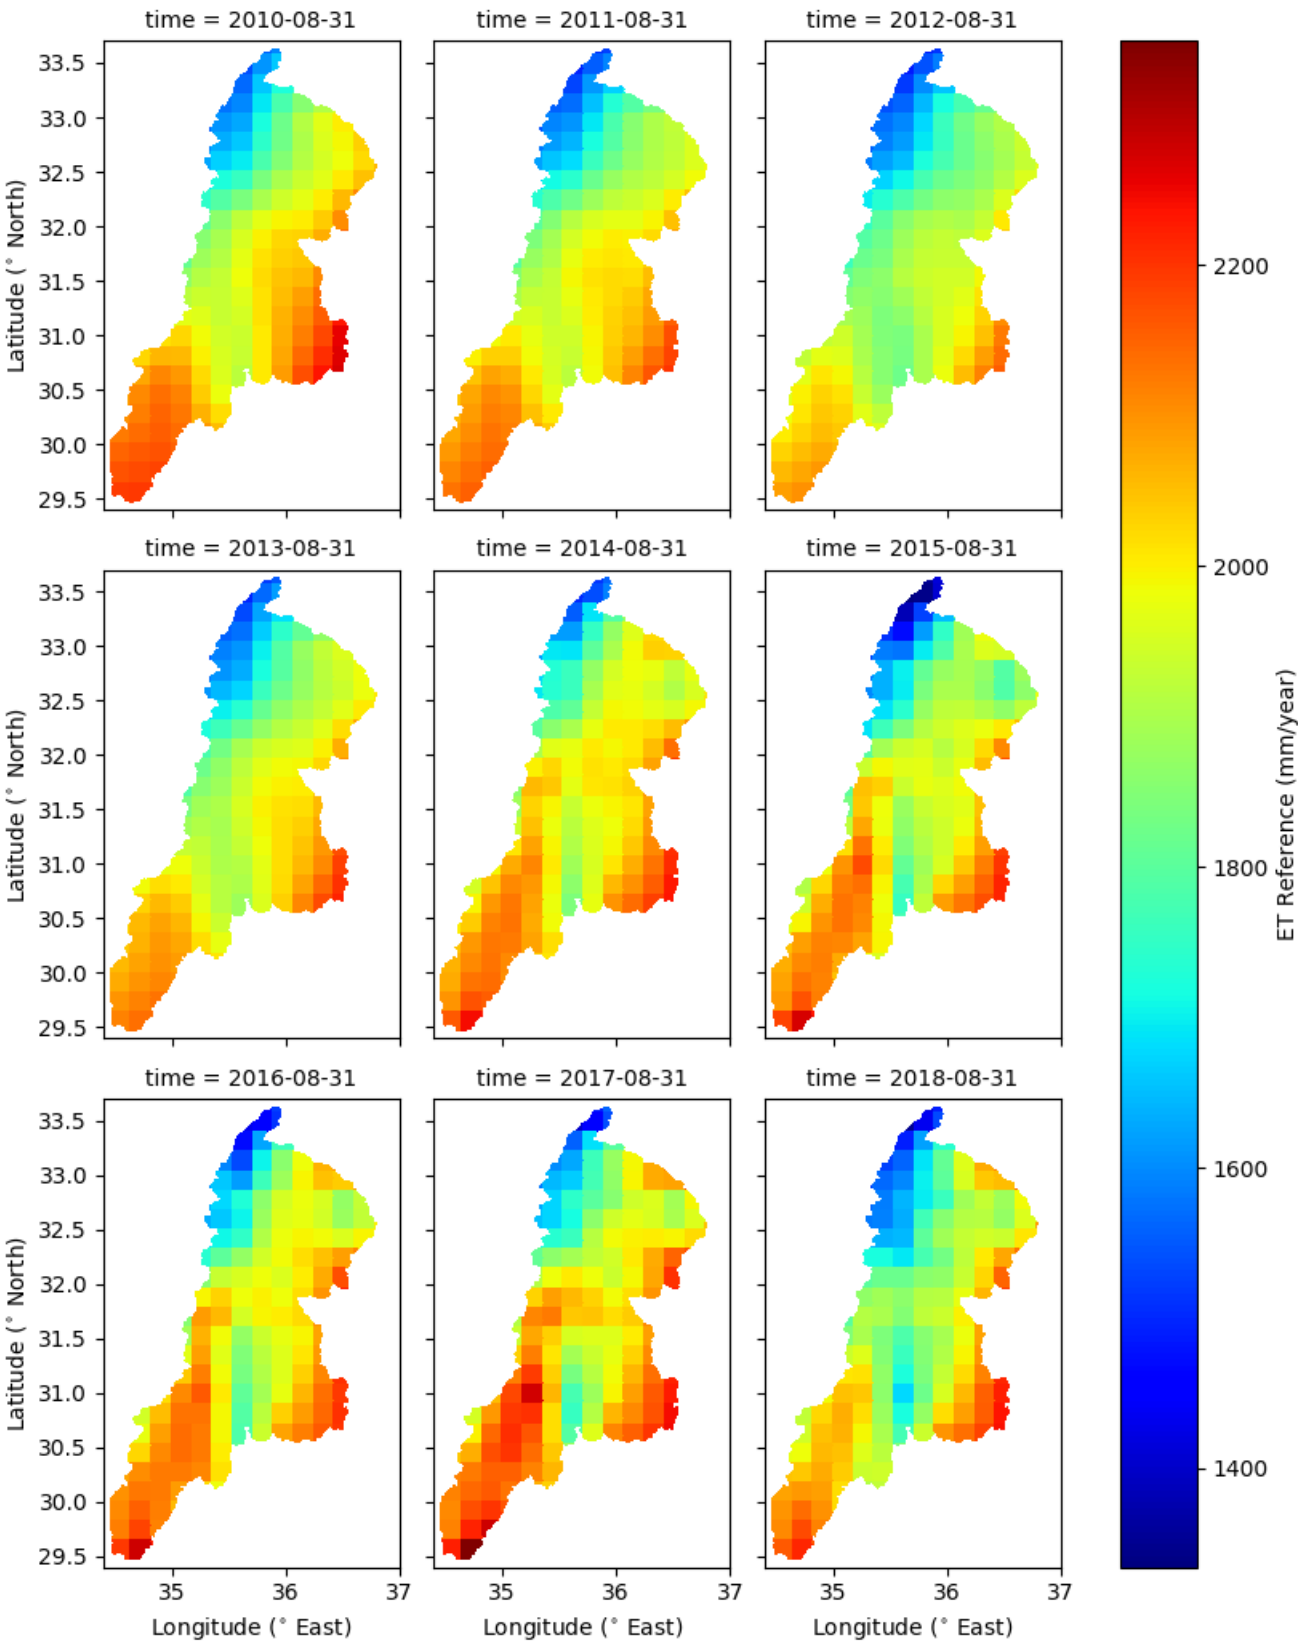 time = 2010-08-31
time = 2011-08-31
time = 2012-08-31
33.5
33.0
32.5
32.0
31.5
31.0
30.5
30.0
29.5
Latitude (° North)
time = 2013-08-31
time = 2014-08-31
time = 2015-08-31
33.5
33.0
32.5
32.0
31.5
31.0
30.5
30.0
29.5
Latitude (° North)
time = 2016-08-31
time = 2017-08-31
time = 2018-08-31
33.5
33.0
32.5
32.0
31.5
31.0
30.5
30.0
29.5
Latitude (° North)
35 36 37
35 36 37
35 36 37
Longitude (° East)
Longitude (° East)
Longitude (° East)
2200
2000
1800
1600
1400
ET Reference (mm/year)